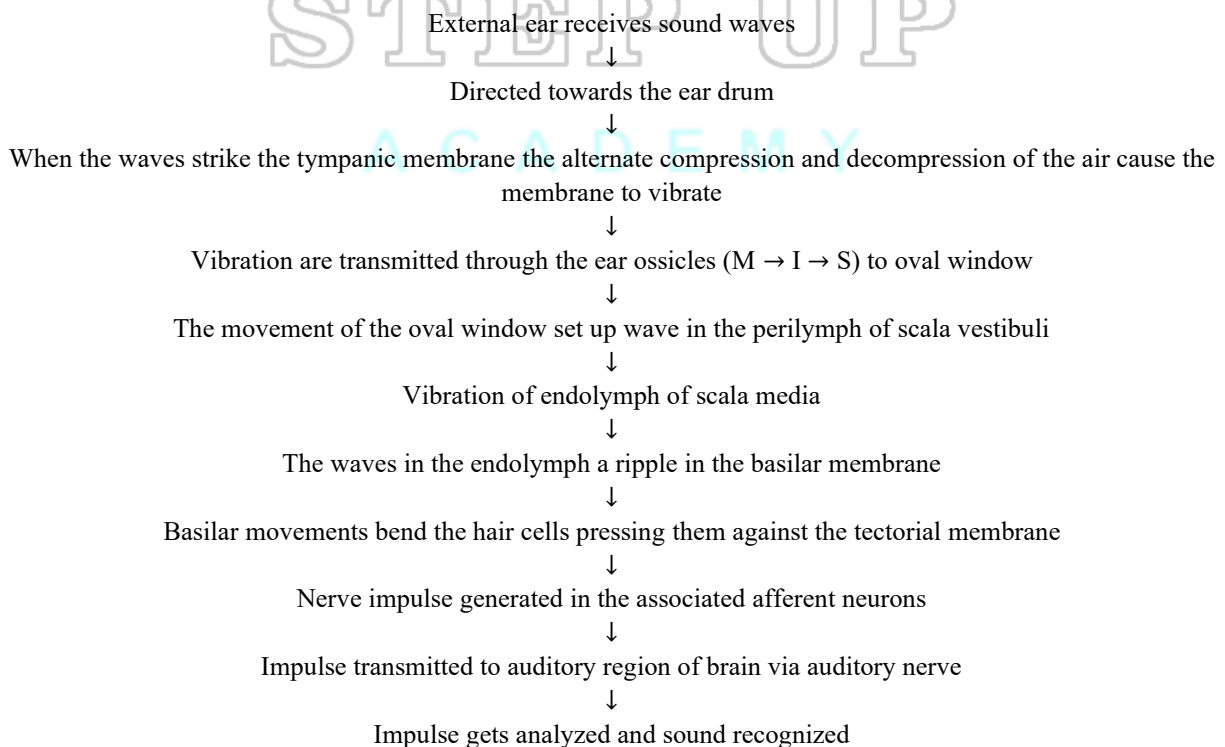 STEP UP
External ear receives sound waves
↓
Directed towards the ear drum
↓
ACADEMY
When the waves strike the tympanic membrane the alternate compression and decompression of the air cause the
membrane to vibrate
↓
Vibration are transmitted through the ear ossicles (M → I → S) to oval window
↓
The movement of the oval window set up wave in the perilymph of scala vestibuli
↓
Vibration of endolymph of scala media
↓
The waves in the endolymph a ripple in the basilar membrane
↓
Basilar movements bend the hair cells pressing them against the tectorial membrane
↓
Nerve impulse generated in the associated afferent neurons
↓
Impulse transmitted to auditory region of brain via auditory nerve
↓
Impulse gets analyzed and sound recognized